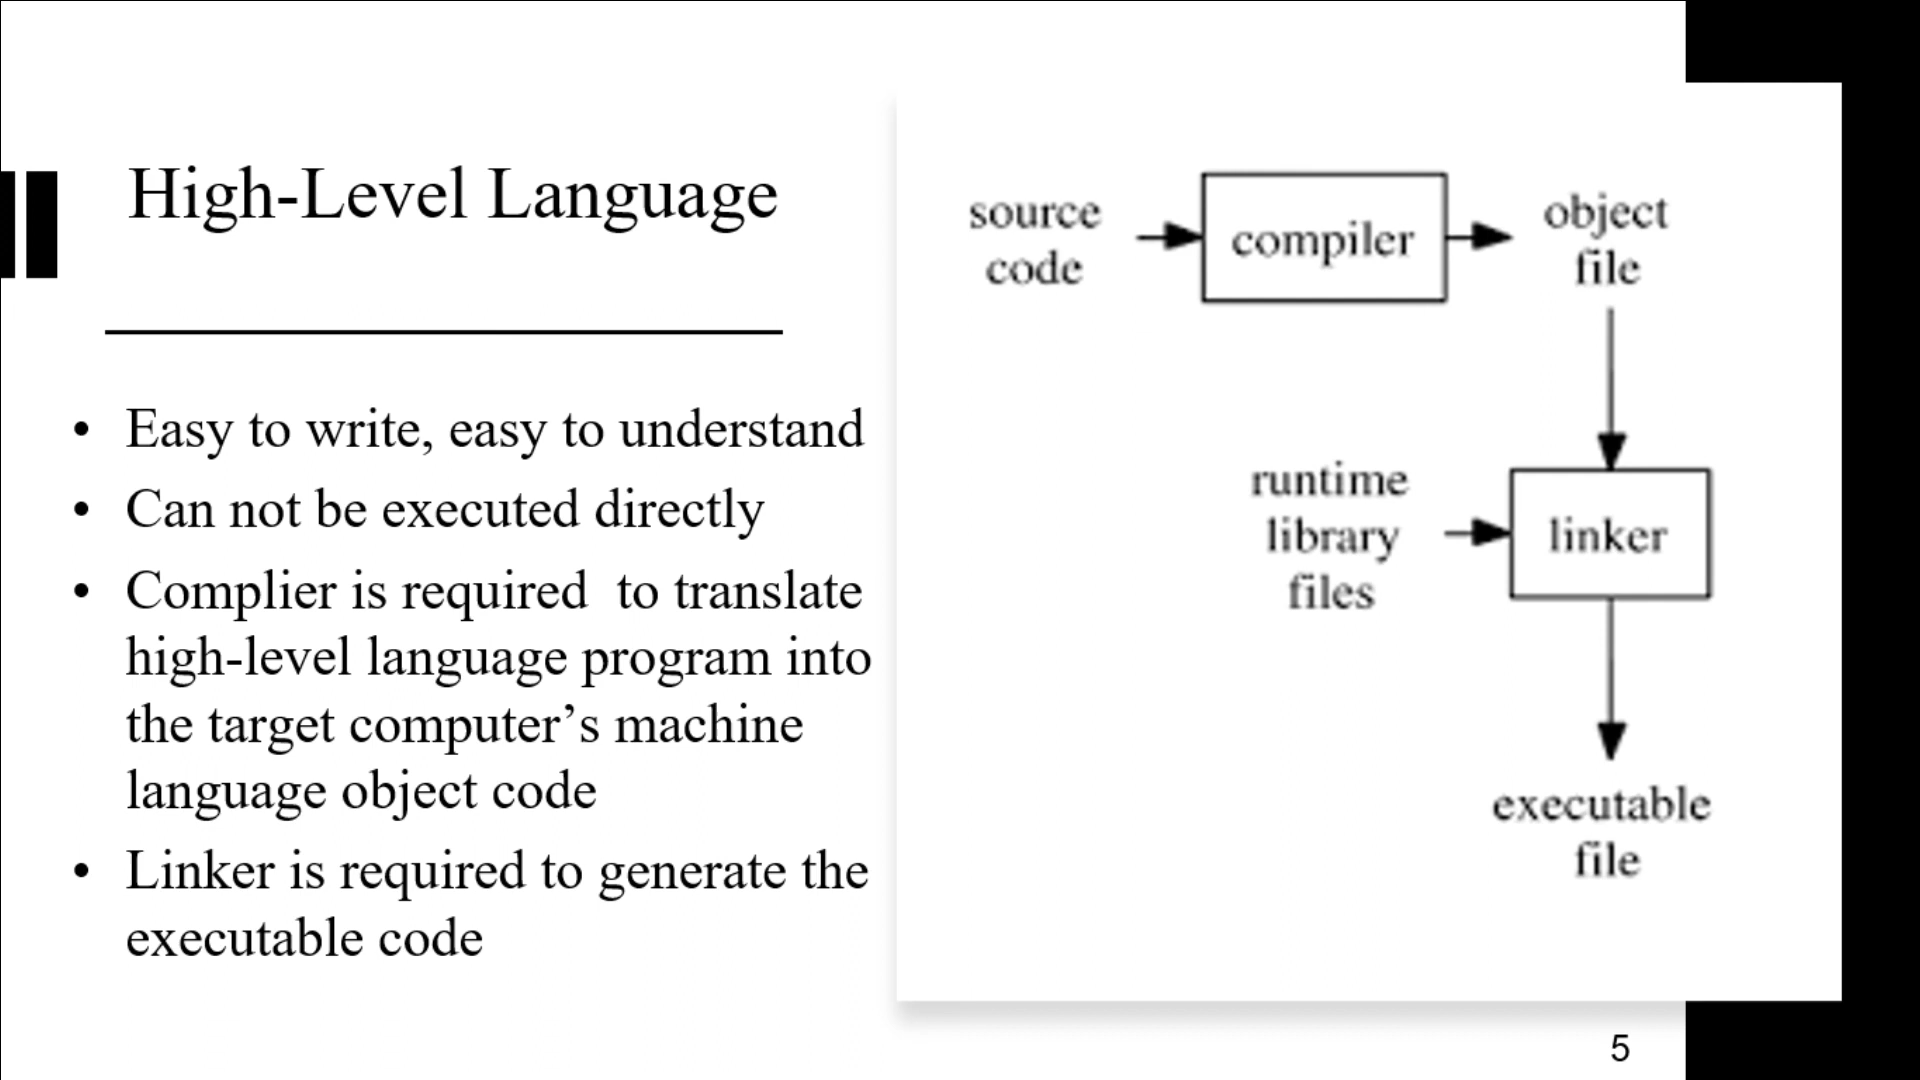 High-Level Language
• Easy to write, easy to understand
• Can not be executed directly
• Complier is required  to translate
high-level language program into
the target computer’s machine
language object code
• Linker is required to generate the
executable code
source
code
compiler
object
file
runtime
library
files
linker
executable
file
5